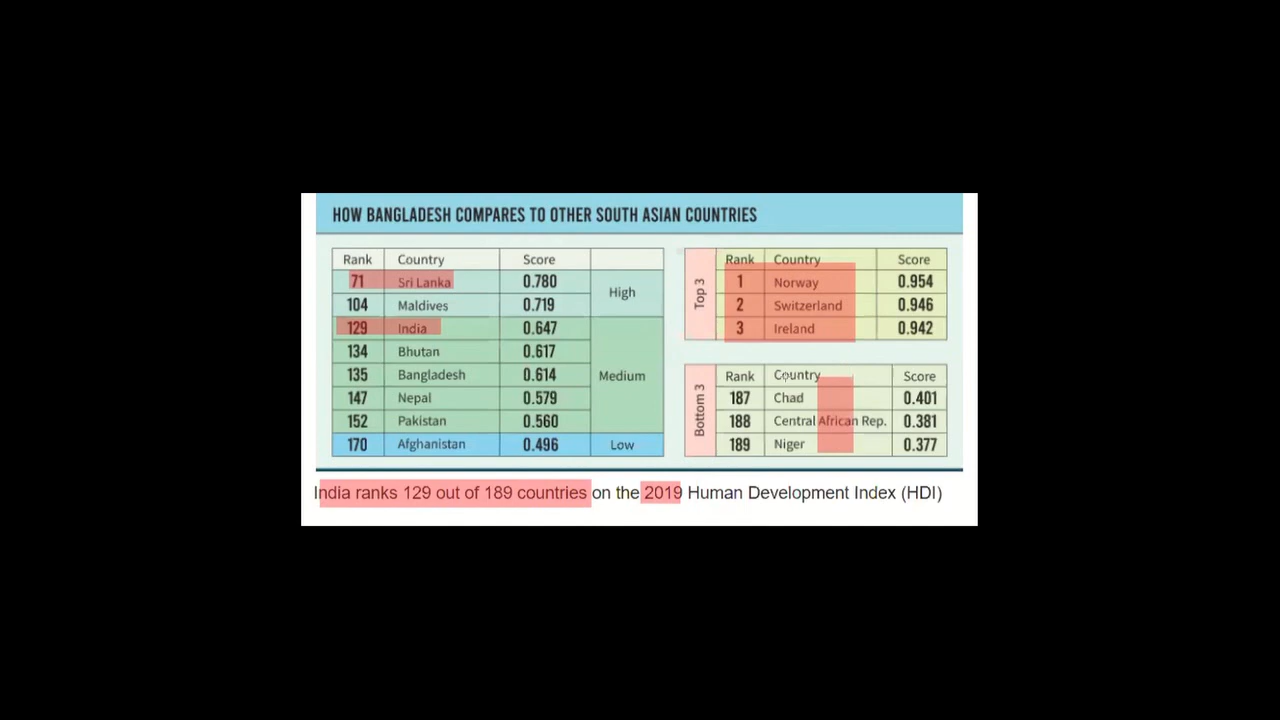 HOW BANGLADESH COMPARES TO OTHER SOUTH ASIAN COUNTRIES
Rank Country Score
71 Sri Lanka 0.780 High
104 Maldives 0.719
129 India 0.647 Medium
134 Bhutan 0.617
135 Bangladesh 0.614
147 Nepal 0.579
152 Pakistan 0.560
170 Afghanistan 0.496 Low
Top 3
Rank Country Score
1 Norway 0.954
2 Switzerland 0.946
3 Ireland 0.942
Bottom 3
Rank Country Score
187 Chad 0.401
188 Central African Rep. 0.381
189 Niger 0.377
India ranks 129 out of 189 countries on the 2019 Human Development Index (HDI)